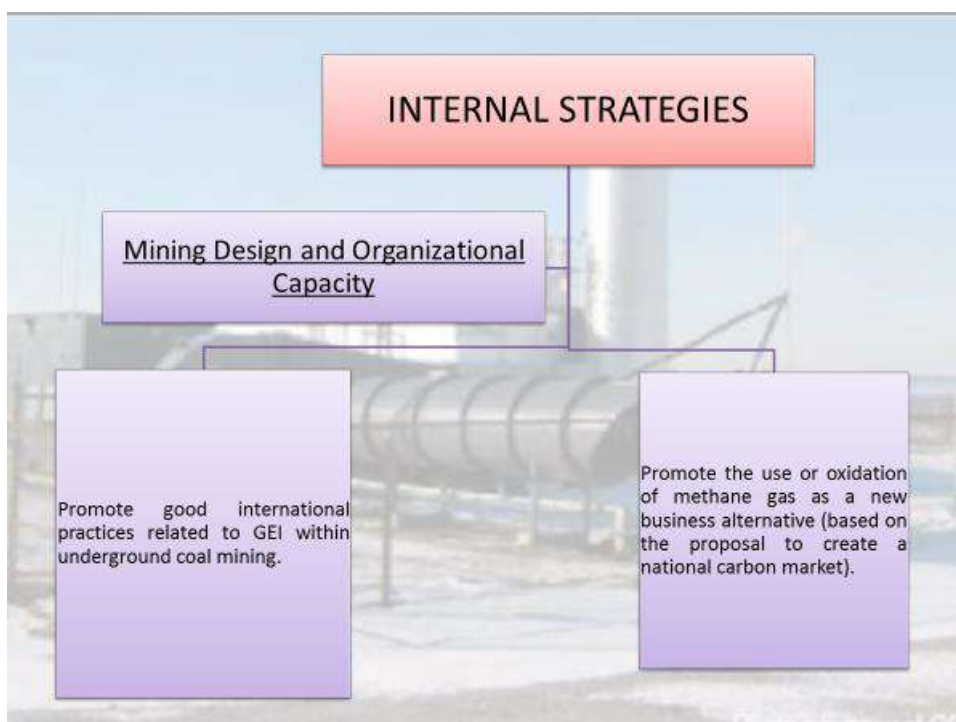 INTERNAL STRATEGIES
Mining Design and Organizational
Capacity
Promote good international
practices related to GEI within
underground coal mining.
Promote the use or oxidation
of methane gas as a new
business alternative (based on
the proposal to create a
national carbon market).